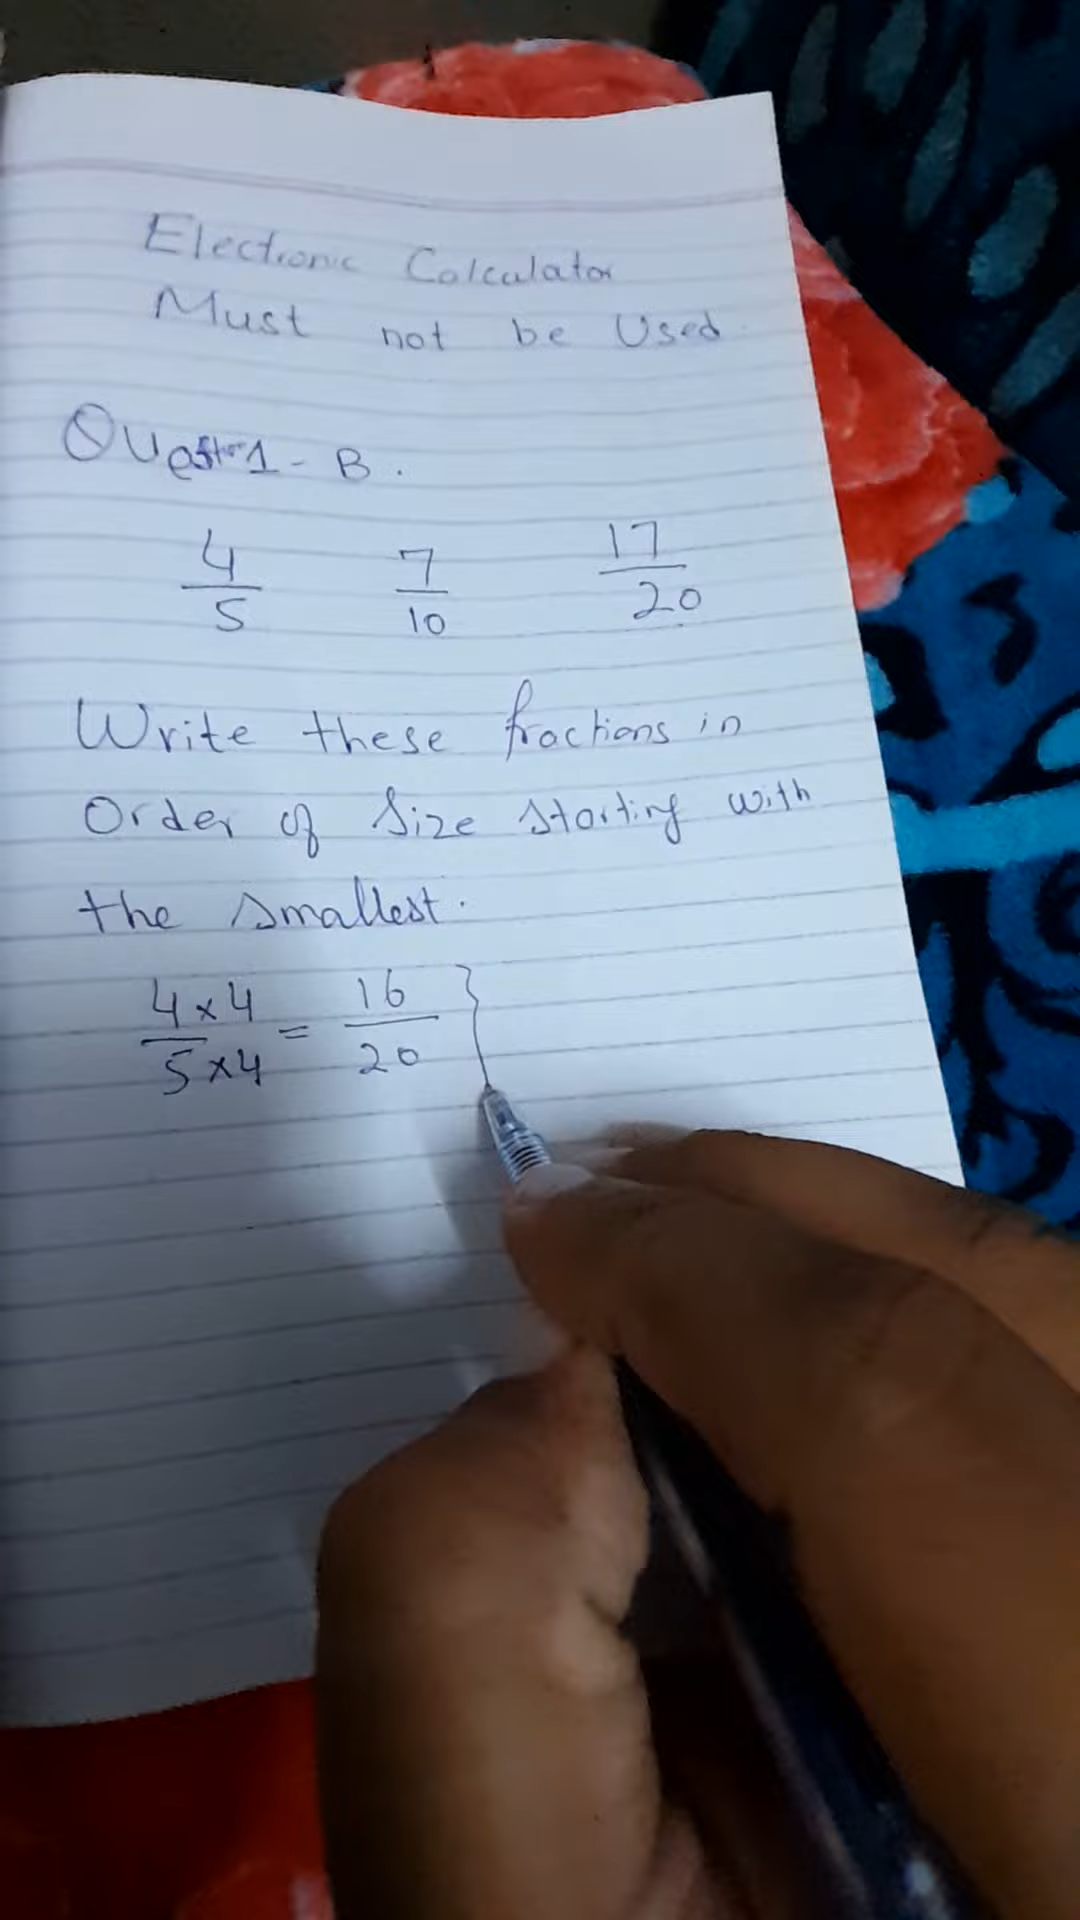 Electronic Calculator
Must not be Used.
Question 1 - B.
4/5 7/10 17/20
Write these fractions in
Order of Size starting with
the smallest.
4×4/5×4 = 16/20 }